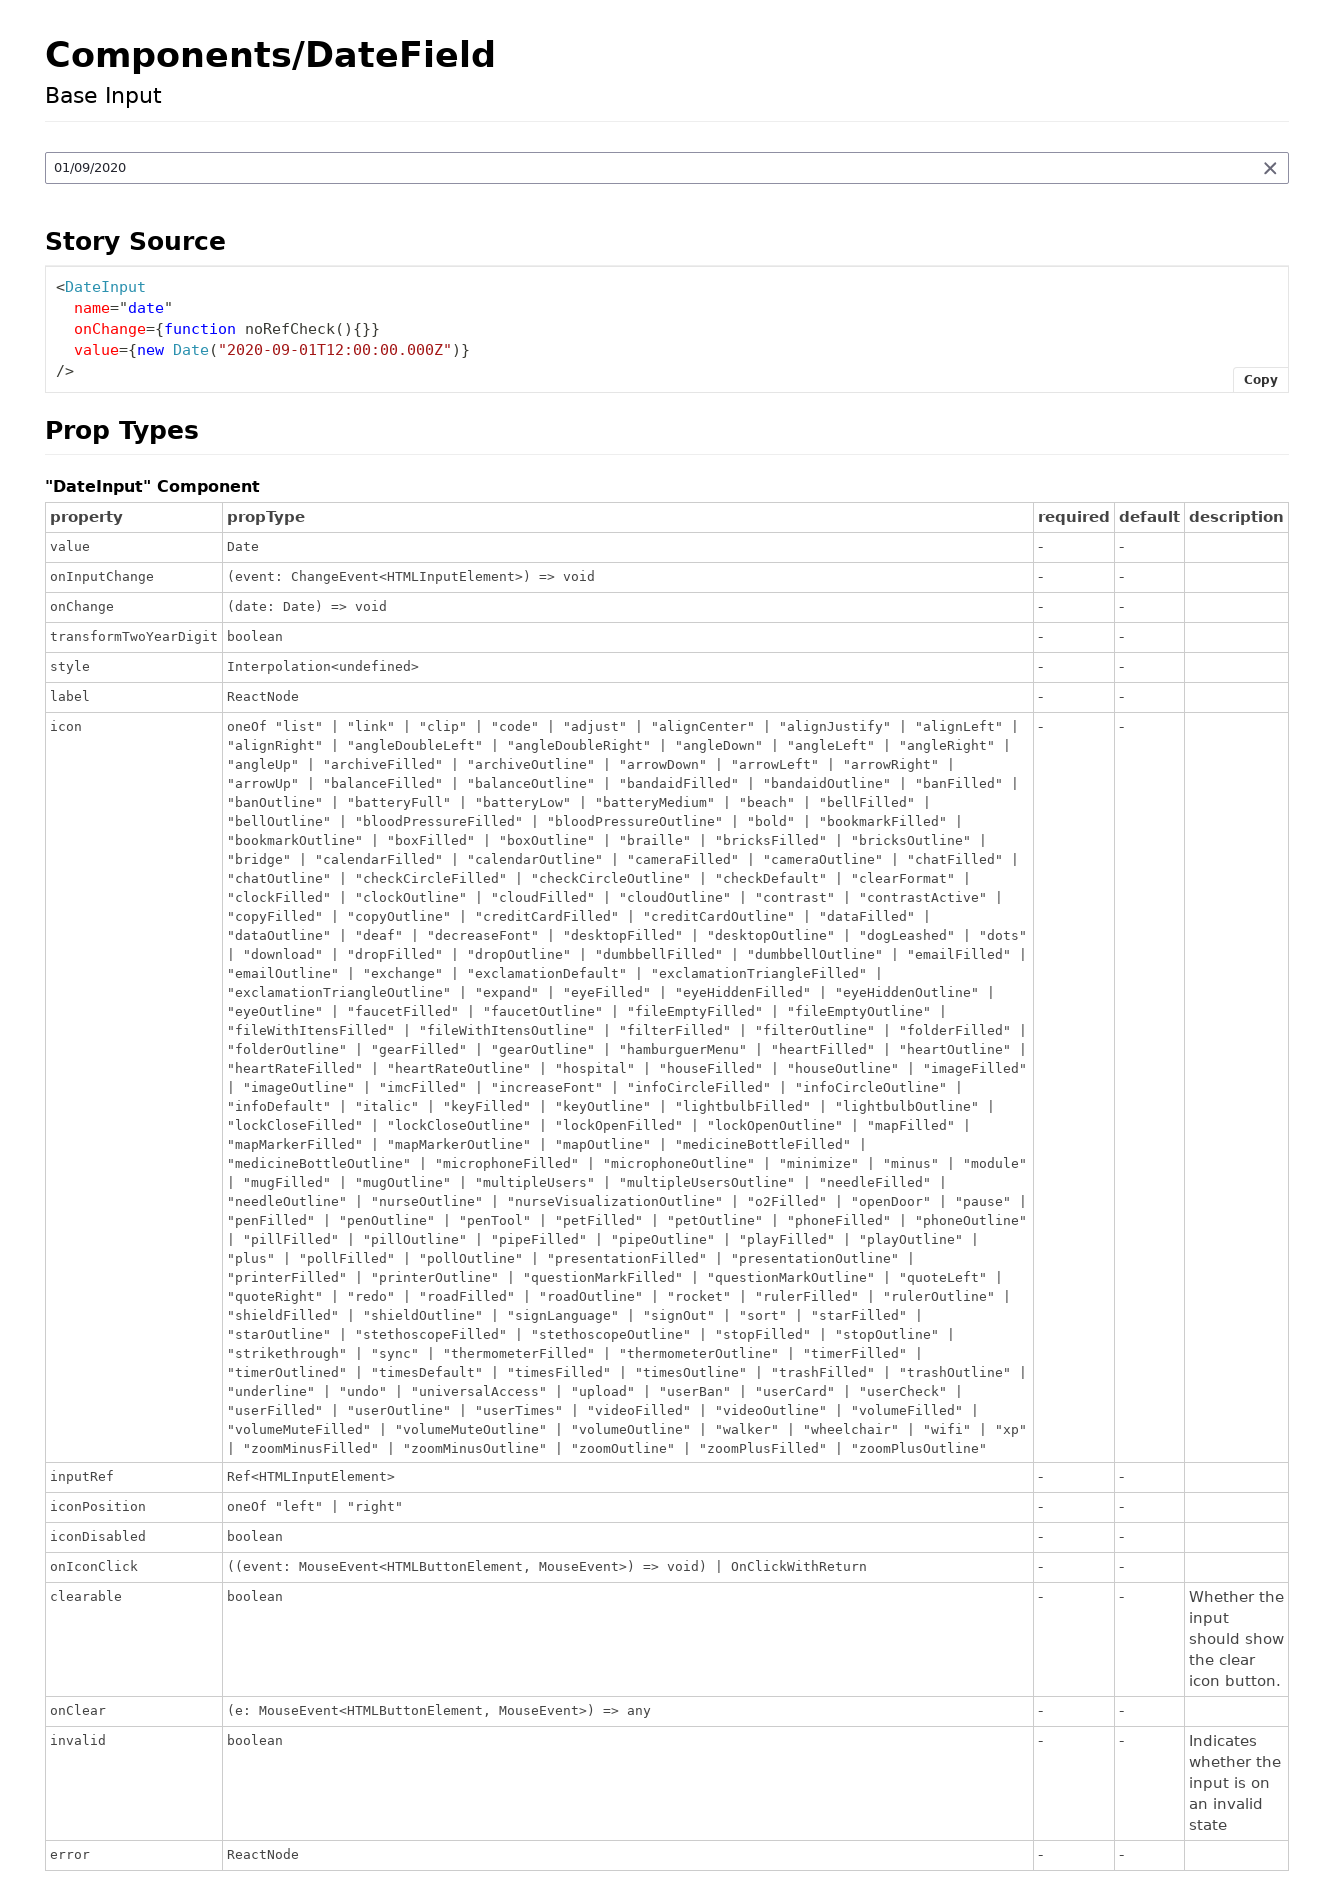 Components/DateField
Base Input
01/09/2020
Story Source
<DateInput
name="date"
onChange={function noRefCheck(){}}
value={new Date("2020-09-01T12:00:00.000Z")}
/>
Copy
Prop Types
"DateInput" Component
property propType required default description
value Date - -
onInputChange (event: ChangeEvent<HTMLInputElement>) => void - -
onChange (date: Date) => void - -
transformTwoYearDigit boolean - -
style Interpolation<undefined> - -
label ReactNode - -
icon oneOf "list" | "link" | "clip" | "code" | "adjust" | "alignCenter" | "alignJustify" | "alignLeft" | - -
"alignRight" | "angleDoubleLeft" | "angleDoubleRight" | "angleDown" | "angleLeft" | "angleRight" |
"angleUp" | "archiveFilled" | "archiveOutline" | "arrowDown" | "arrowLeft" | "arrowRight" |
"arrowUp" | "balanceFilled" | "balanceOutline" | "bandaidFilled" | "bandaidOutline" | "banFilled" |
"banOutline" | "batteryFull" | "batteryLow" | "batteryMedium" | "beach" | "bellFilled" |
"bellOutline" | "bloodPressureFilled" | "bloodPressureOutline" | "bold" | "bookmarkFilled" |
"bookmarkOutline" | "boxFilled" | "boxOutline" | "braille" | "bricksFilled" | "bricksOutline" |
"bridge" | "calendarFilled" | "calendarOutline" | "cameraFilled" | "cameraOutline" | "chatFilled" |
"chatOutline" | "checkCircleFilled" | "checkCircleOutline" | "checkDefault" | "clearFormat" |
"clockFilled" | "clockOutline" | "cloudFilled" | "cloudOutline" | "contrast" | "contrastActive" |
"copyFilled" | "copyOutline" | "creditCardFilled" | "creditCardOutline" | "dataFilled" |
"dataOutline" | "deaf" | "decreaseFont" | "desktopFilled" | "desktopOutline" | "dogLeashed" | "dots"
| "download" | "dropFilled" | "dropOutline" | "dumbbellFilled" | "dumbbellOutline" | "emailFilled" |
"emailOutline" | "exchange" | "exclamationDefault" | "exclamationTriangleFilled" |
"exclamationTriangleOutline" | "expand" | "eyeFilled" | "eyeHiddenFilled" | "eyeHiddenOutline" |
"eyeOutline" | "faucetFilled" | "faucetOutline" | "fileEmptyFilled" | "fileEmptyOutline" |
"fileWithItensFilled" | "fileWithItensOutline" | "filterFilled" | "filterOutline" | "folderFilled" |
"folderOutline" | "gearFilled" | "gearOutline" | "hamburguerMenu" | "heartFilled" | "heartOutline" |
"heartRateFilled" | "heartRateOutline" | "hospital" | "houseFilled" | "houseOutline" | "imageFilled"
| "imageOutline" | "imcFilled" | "increaseFont" | "infoCircleFilled" | "infoCircleOutline" |
"infoDefault" | "italic" | "keyFilled" | "keyOutline" | "lightbulbFilled" | "lightbulbOutline" |
"lockCloseFilled" | "lockCloseOutline" | "lockOpenFilled" | "lockOpenOutline" | "mapFilled" |
"mapMarkerFilled" | "mapMarkerOutline" | "mapOutline" | "medicineBottleFilled" |
"medicineBottleOutline" | "microphoneFilled" | "microphoneOutline" | "minimize" | "minus" | "module"
| "mugFilled" | "mugOutline" | "multipleUsers" | "multipleUsersOutline" | "needleFilled" |
"needleOutline" | "nurseOutline" | "nurseVisualizationOutline" | "o2Filled" | "openDoor" | "pause" |
"penFilled" | "penOutline" | "penTool" | "petFilled" | "petOutline" | "phoneFilled" | "phoneOutline"
| "pillFilled" | "pillOutline" | "pipeFilled" | "pipeOutline" | "playFilled" | "playOutline" |
"plus" | "pollFilled" | "pollOutline" | "presentationFilled" | "presentationOutline" |
"printerFilled" | "printerOutline" | "questionMarkFilled" | "questionMarkOutline" | "quoteLeft" |
"quoteRight" | "redo" | "roadFilled" | "roadOutline" | "rocket" | "rulerFilled" | "rulerOutline" |
"shieldFilled" | "shieldOutline" | "signLanguage" | "signOut" | "sort" | "starFilled" |
"starOutline" | "stethoscopeFilled" | "stethoscopeOutline" | "stopFilled" | "stopOutline" |
"strikethrough" | "sync" | "thermometerFilled" | "thermometerOutline" | "timerFilled" |
"timerOutlined" | "timesDefault" | "timesFilled" | "timesOutline" | "trashFilled" | "trashOutline" |
"underline" | "undo" | "universalAccess" | "upload" | "userBan" | "userCard" | "userCheck" |
"userFilled" | "userOutline" | "userTimes" | "videoFilled" | "videoOutline" | "volumeFilled" |
"volumeMuteFilled" | "volumeMuteOutline" | "volumeOutline" | "walker" | "wheelchair" | "wifi" | "xp"
| "zoomMinusFilled" | "zoomMinusOutline" | "zoomOutline" | "zoomPlusFilled" | "zoomPlusOutline"
inputRef Ref<HTMLInputElement> - -
iconPosition oneOf "left" | "right" - -
iconDisabled boolean - -
onIconClick ((event: MouseEvent<HTMLButtonElement, MouseEvent>) => void) | OnClickWithReturn - -
clearable boolean - - Whether the
input
should show
the clear
icon button.
onClear (e: MouseEvent<HTMLButtonElement, MouseEvent>) => any - -
invalid boolean - - Indicates
whether the
input is on
an invalid
state
error ReactNode - -